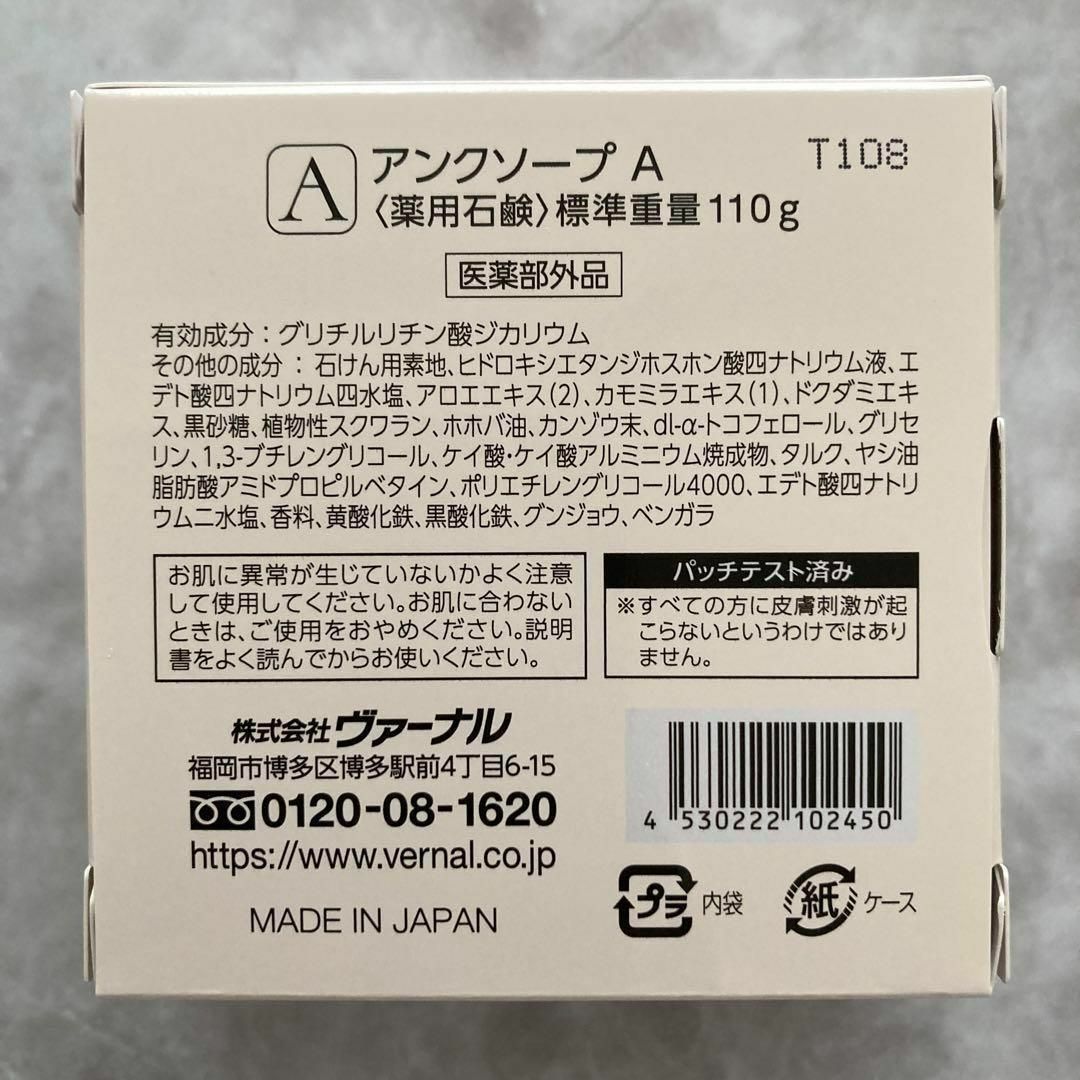 A
アンクソープ A
T108
〈薬用石鹸〉標準重量110g
医薬部外品
有効成分：グリチルリチン酸ジカリウム
その他の成分：石けん用素地、ヒドロキシエタンジホスホン酸四ナトリウム液、エ
デト酸四ナトリウム四水塩、アロエエキス(2)、カモミラエキス(1)、ドクダミエキ
ス、黒砂糖、植物性スクワラン、ホホバ油、カンゾウ末、dl-α-トコフェロール、グリセ
リン、1,3-ブチレングリコール、ケイ酸・ケイ酸アルミニウム焼成物、タルク、ヤシ油
脂肪酸アミドプロピルベタイン、ポリエチレングリコール4000、エデト酸四ナトリ
ウム二水塩、香料、黄酸化鉄、黒酸化鉄、グンジョウ、ベンガラ
お肌に異常が生じていないかよく注意
して使用してください。お肌に合わない
ときは、ご使用をおやめください。説明
書をよく読んでからお使いください。
パッチテスト済み
※すべての方に皮膚刺激が起
こらないというわけではあり
ません。
株式会社ヴァーナル
福岡市博多区博多駅前4丁目6-15
0120-08-1620
https://www.vernal.co.jp
MADE IN JAPAN
4 530222 102450
プラ 内袋
紙 ケース